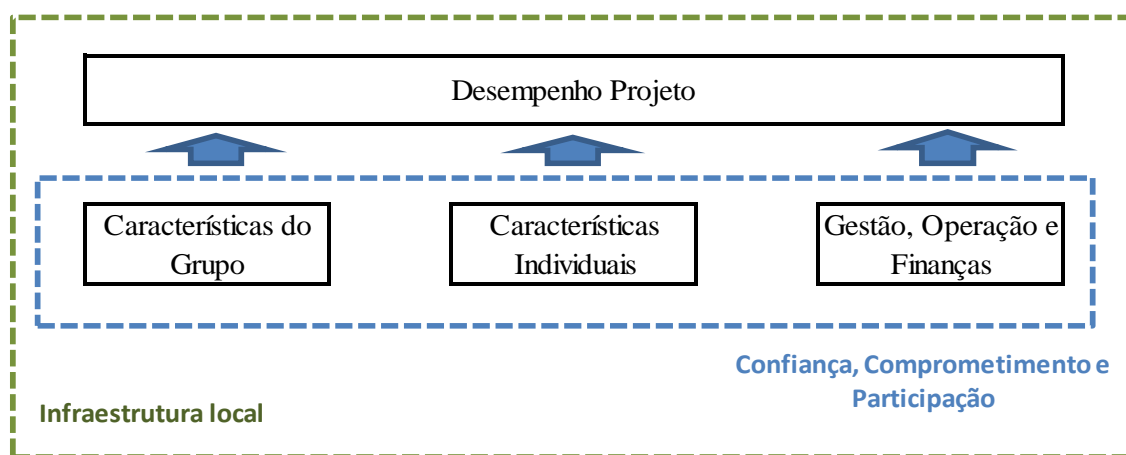 Desempenho Projeto
Características do
Grupo
Características
Individuais
Gestão, Operação e
Finanças
Confiança, Comprometimento e
Participação
Infraestrutura local